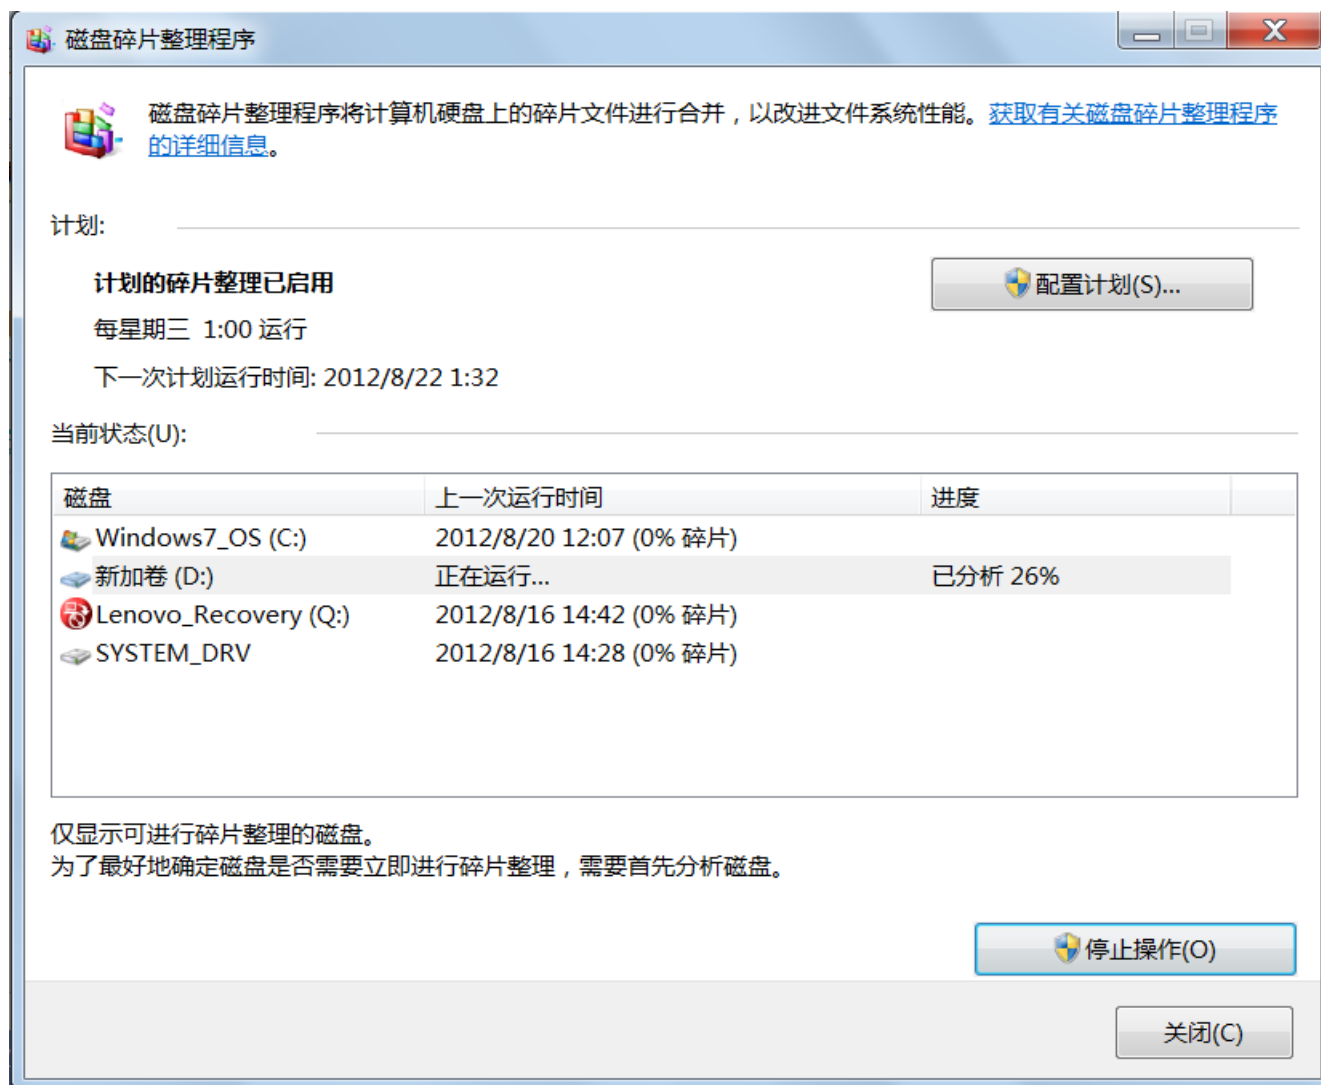 磁盘碎片整理程序
磁盘碎片整理程序将计算机硬盘上的碎片文件进行合并，以改进文件系统性能。获取有关磁盘碎片整理程序
的详细信息。
计划:
计划的碎片整理已启用
配置计划(S)...
每星期三 1:00 运行
下一次计划运行时间: 2012/8/22 1:32
当前状态(U):
磁盘 上一次运行时间 进度
Windows7_OS (C:) 2012/8/20 12:07 (0% 碎片)
新加卷 (D:) 正在运行... 已分析 26%
Lenovo_Recovery (Q:) 2012/8/16 14:42 (0% 碎片)
SYSTEM_DRV 2012/8/16 14:28 (0% 碎片)
仅显示可进行碎片整理的磁盘。
为了最好地确定磁盘是否需要立即进行碎片整理，需要首先分析磁盘。
停止操作(O)
关闭(C)